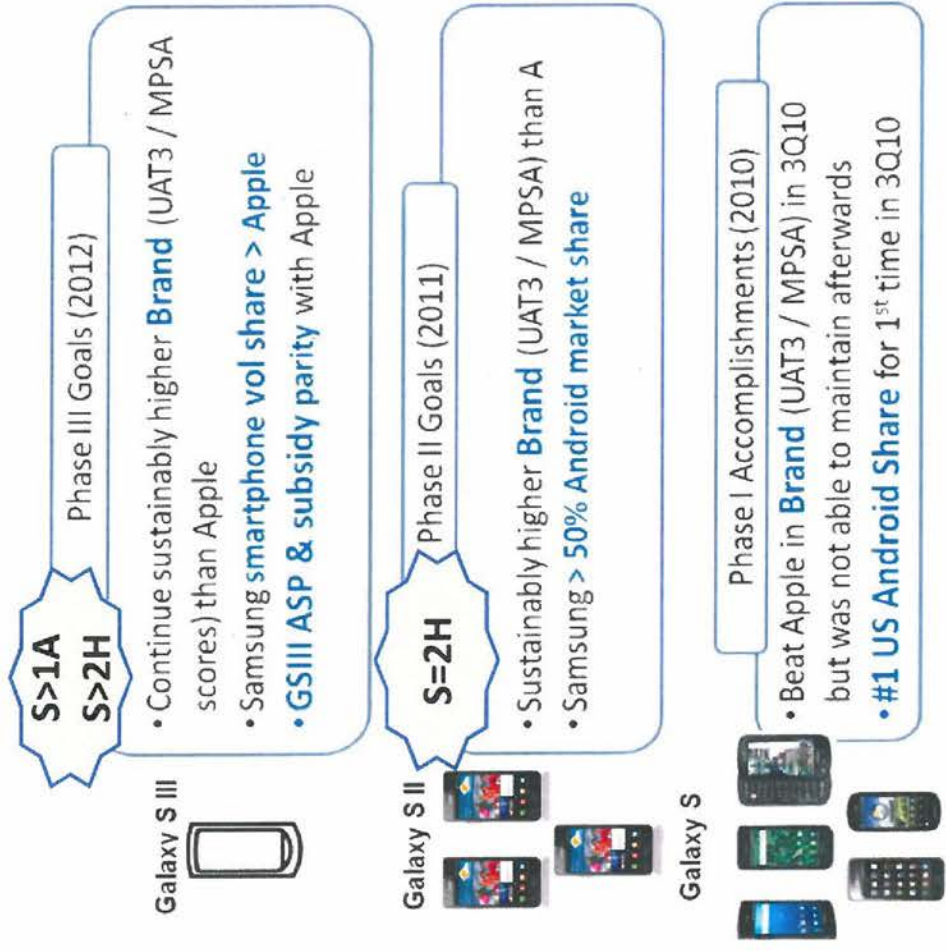 S>1A
S>2H
Phase III Goals (2012)
Galaxy S III
• Continue sustainably higher Brand (UAT3 / MPSA
scores) than Apple
• Samsung smartphone vol share > Apple
• GSIII ASP & subsidy parity with Apple
S=2H
Phase II Goals (2011)
Galaxy S II
• Sustainably higher Brand (UAT3 / MPSA) than A
• Samsung > 50% Android market share
Phase I Accomplishments (2010)
Galaxy S
• Beat Apple in Brand (UAT3 / MPSA) in 3Q10
but was not able to maintain afterwards
• #1 US Android Share for 1st time in 3Q10